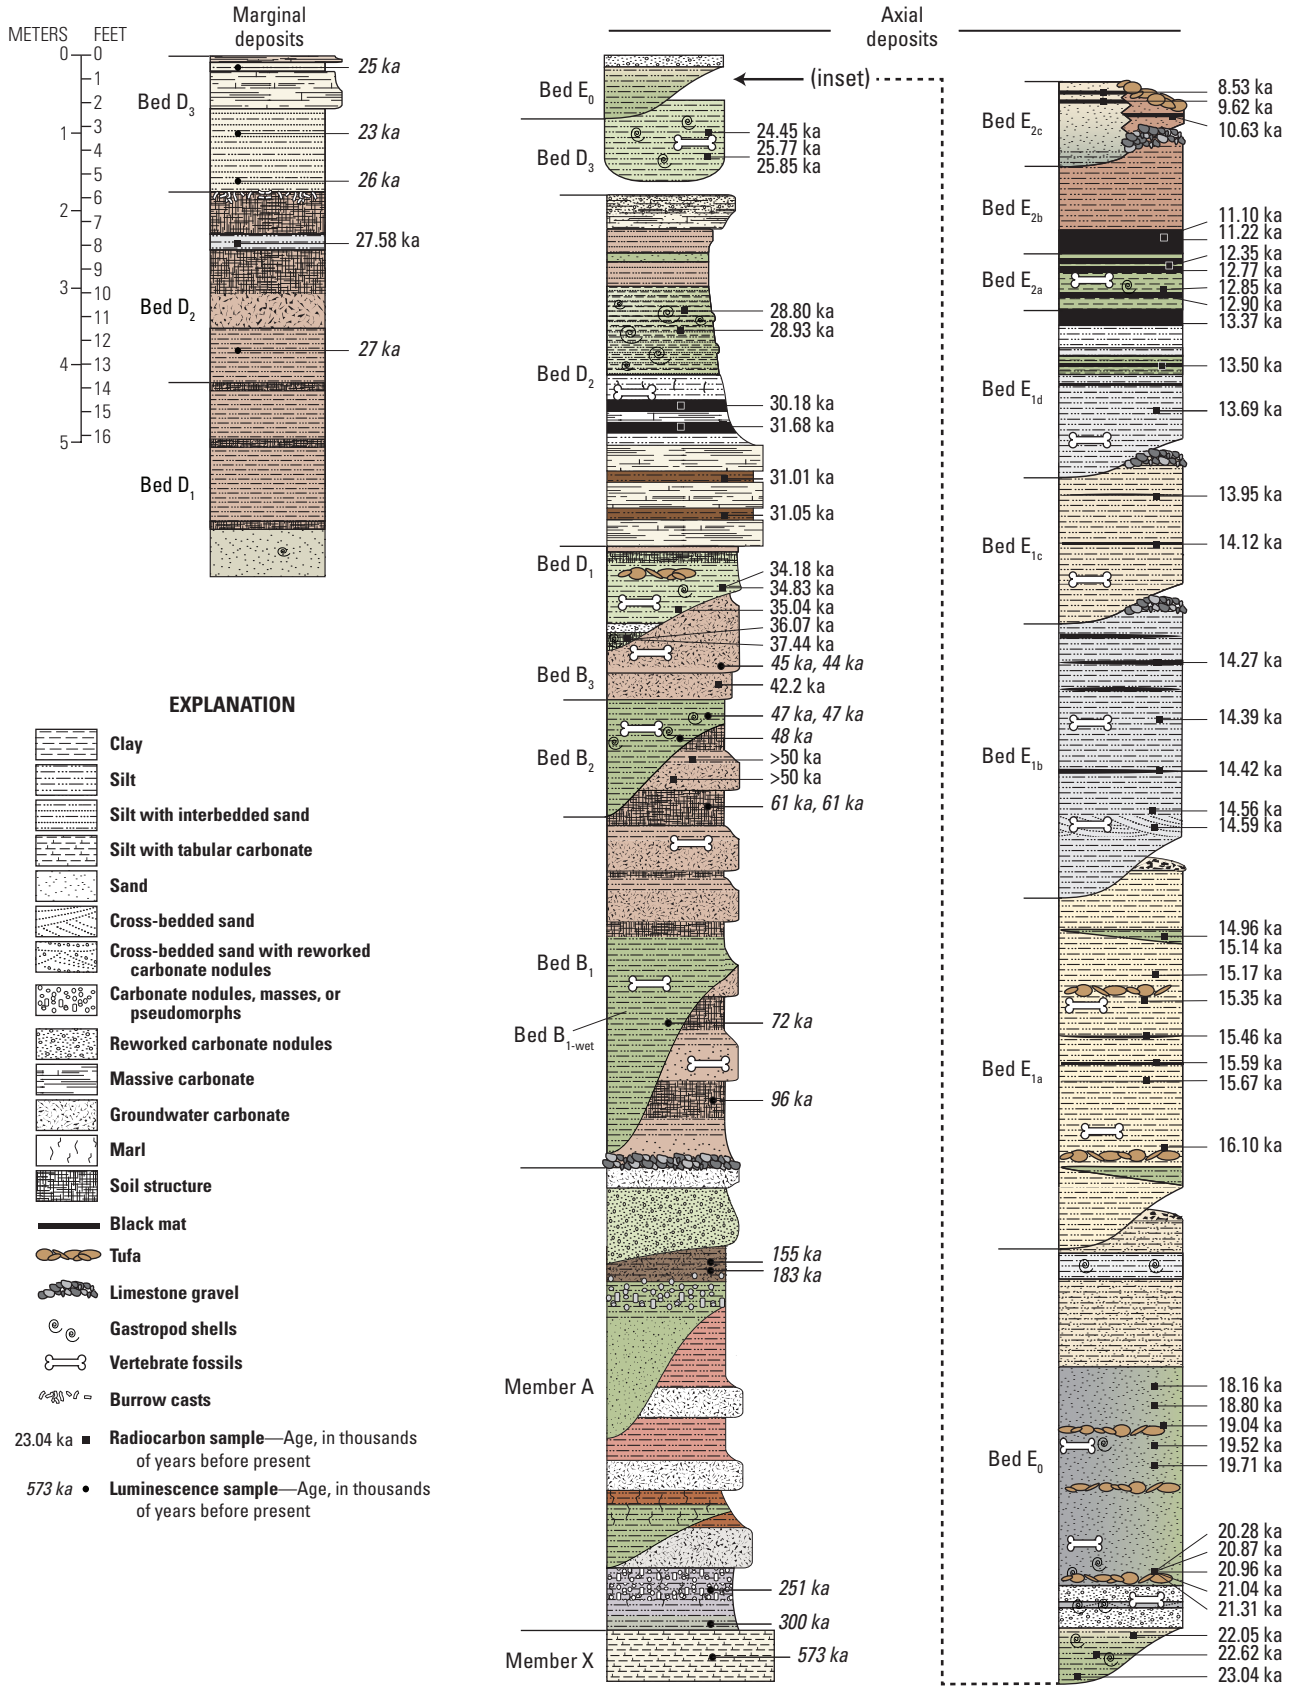 Marginal
deposits
METERS FEET
0 0
1
2
1 3
4
5
2 6
7
8
9
3 10
11
12
4 13
14
15
5 16
Bed D3
Bed D2
Bed D1
25 ka
23 ka
26 ka
27.58 ka
27 ka
EXPLANATION
Clay
Silt
Silt with interbedded sand
Silt with tabular carbonate
Sand
Cross-bedded sand
Cross-bedded sand with reworked
carbonate nodules
Carbonate nodules, masses, or
pseudomorphs
Reworked carbonate nodules
Massive carbonate
Groundwater carbonate
Marl
Soil structure
Black mat
Tufa
Limestone gravel
Gastropod shells
Vertebrate fossils
Burrow casts
23.04 ka Radiocarbon sample—Age, in thousands
of years before present
573 ka Luminescence sample—Age, in thousands
of years before present
Axial
deposits
Bed E0
(inset)
Bed D3
24.45 ka
25.77 ka
25.85 ka
Bed D2
28.80 ka
28.93 ka
30.18 ka
31.68 ka
31.01 ka
31.05 ka
Bed D1
34.18 ka
34.83 ka
35.04 ka
36.07 ka
37.44 ka
45 ka, 44 ka
Bed B3
42.2 ka
47 ka, 47 ka
48 ka
Bed B2
>50 ka
>50 ka
61 ka, 61 ka
Bed B1
Bed B1-wet
72 ka
96 ka
155 ka
183 ka
Member A
251 ka
300 ka
Member X
573 ka
Bed E2c
8.53 ka
9.62 ka
10.63 ka
Bed E2b
11.10 ka
11.22 ka
12.35 ka
12.77 ka
Bed E2a
12.85 ka
12.90 ka
13.37 ka
13.50 ka
Bed E1d
13.69 ka
13.95 ka
14.12 ka
Bed E1c
14.27 ka
14.39 ka
Bed E1b
14.42 ka
14.56 ka
14.59 ka
14.96 ka
15.14 ka
15.17 ka
15.35 ka
15.46 ka
15.59 ka
Bed E1a
15.67 ka
16.10 ka
18.16 ka
18.80 ka
19.04 ka
19.52 ka
Bed E0
19.71 ka
20.28 ka
20.87 ka
20.96 ka
21.04 ka
21.31 ka
22.05 ka
22.62 ka
23.04 ka